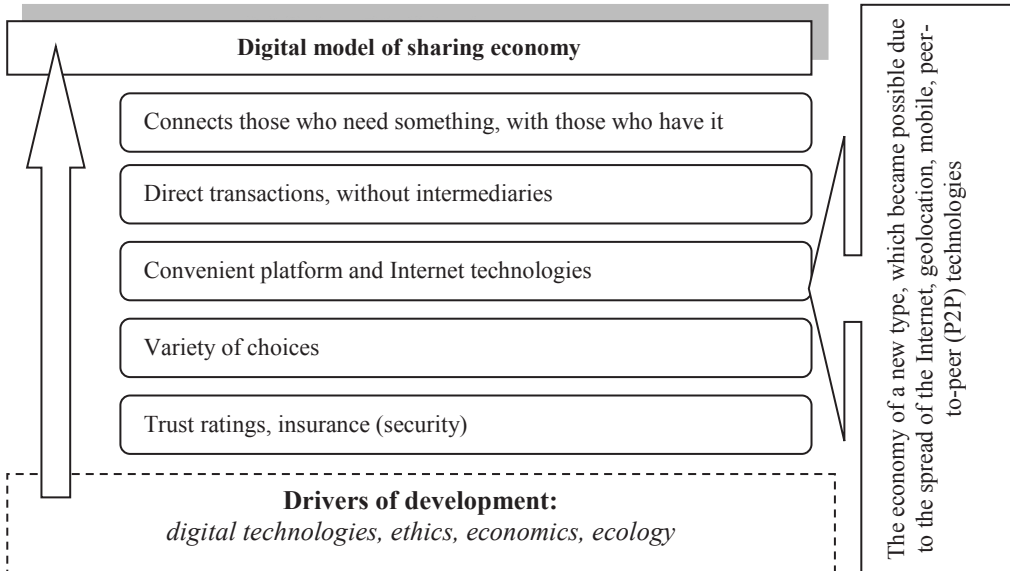 Digital model of sharing economy
Connects those who need something, with those who have it
Direct transactions, without intermediaries
Convenient platform and Internet technologies
Variety of choices
Trust ratings, insurance (security)
Drivers of development:
digital technologies, ethics, economics, ecology
The economy of a new type, which became possible due
to the spread of the Internet, geolocation, mobile, peer-
to-peer (P2P) technologies